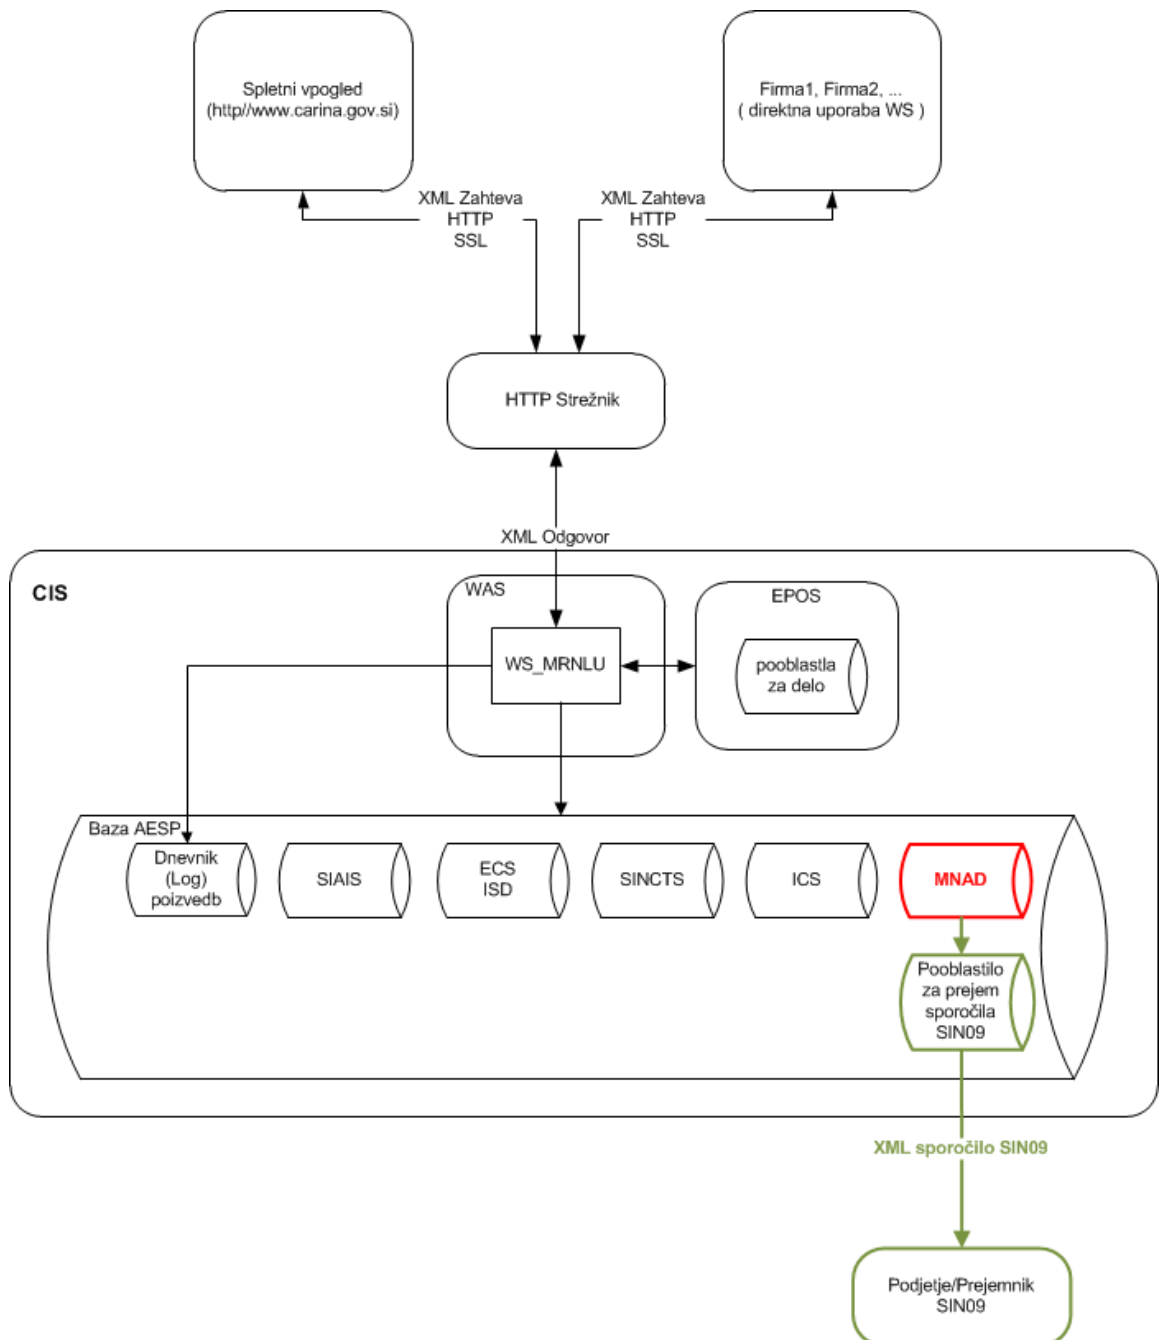 Spletni vpogled
(http//www.carina.gov.si)
Firma1, Firma2, ...
( direktna uporaba WS )
XML Zahteva
HTTP
SSL
XML Zahteva
HTTP
SSL
HTTP Strežnik
XML Odgovor
CIS
WAS
EPOS
WS_MRNLU
pooblastla
za delo
Baza AESP
Dnevnik
(Log)
poizvedb
SIAIS
ECS
ISD
SINCTS
ICS
MNAD
Pooblastilo
za prejem
sporočila
SIN09
XML sporočilo SIN09
Podjetje/Prejemnik
SIN09